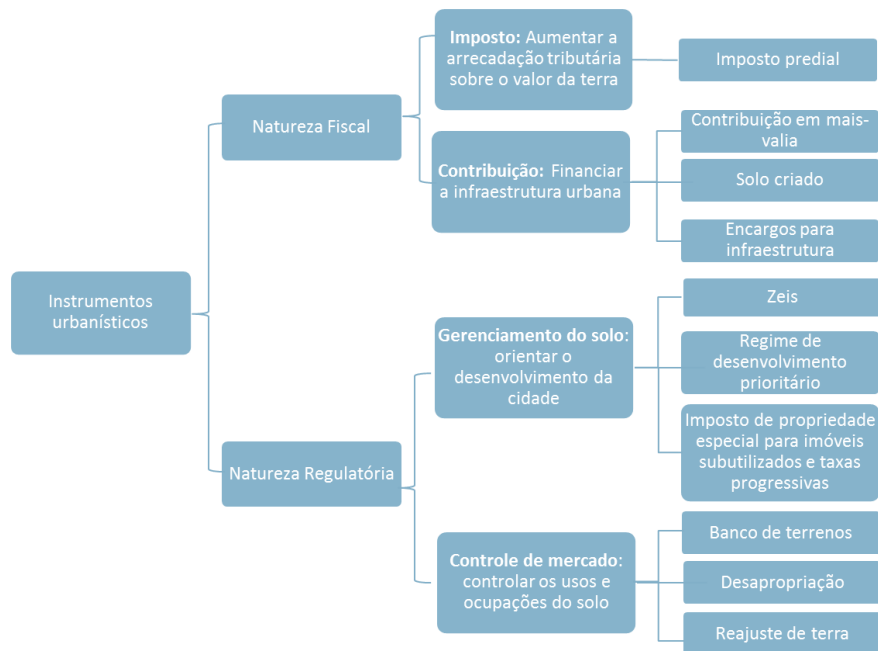 Instrumentos
urbanísticos
Natureza Fiscal
Imposto: Aumentar a
arrecadação tributária
sobre o valor da terra
Imposto predial
Contribuição: Financiar
a infraestrutura urbana
Contribuição em mais-
valia
Solo criado
Encargos para
infraestrutura
Natureza Regulatória
Gerenciamento do solo:
orientar o
desenvolvimento da
cidade
Zeis
Regime de
desenvolvimento
prioritário
Imposto de propriedade
especial para imóveis
subutilizados e taxas
progressivas
Controle de mercado:
controlar os usos e
ocupações do solo
Banco de terrenos
Desapropriação
Reajuste de terra